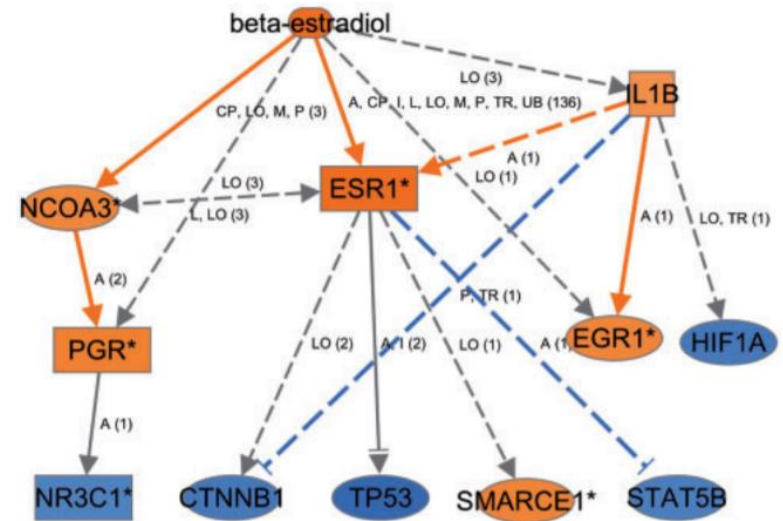 beta-estradiol
LO (3)
IL1B
CP, LO, M, P (3)
A, CP, I, L, LO, M, P, TR, UB (136)
A (1)
LO (1)
LO (3)
ESR1*
NCOA3*
L, LO (3)
A (1)
LO, TR (1)
A (2)
P, TR (1)
PGR*
LO (2)
A, I (2)
LO (1)
A (1)
EGR1*
HIF1A
A (1)
NR3C1*
CTNNB1
TP53
SMARCE1*
STAT5B